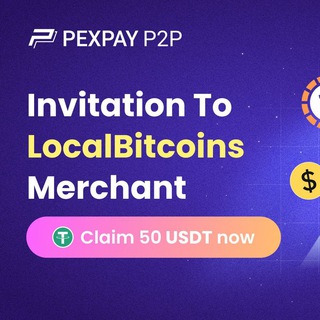 PEXPAY P2P
Invitation To
LocalBitcoins
Merchant
Claim 50 USDT now
$